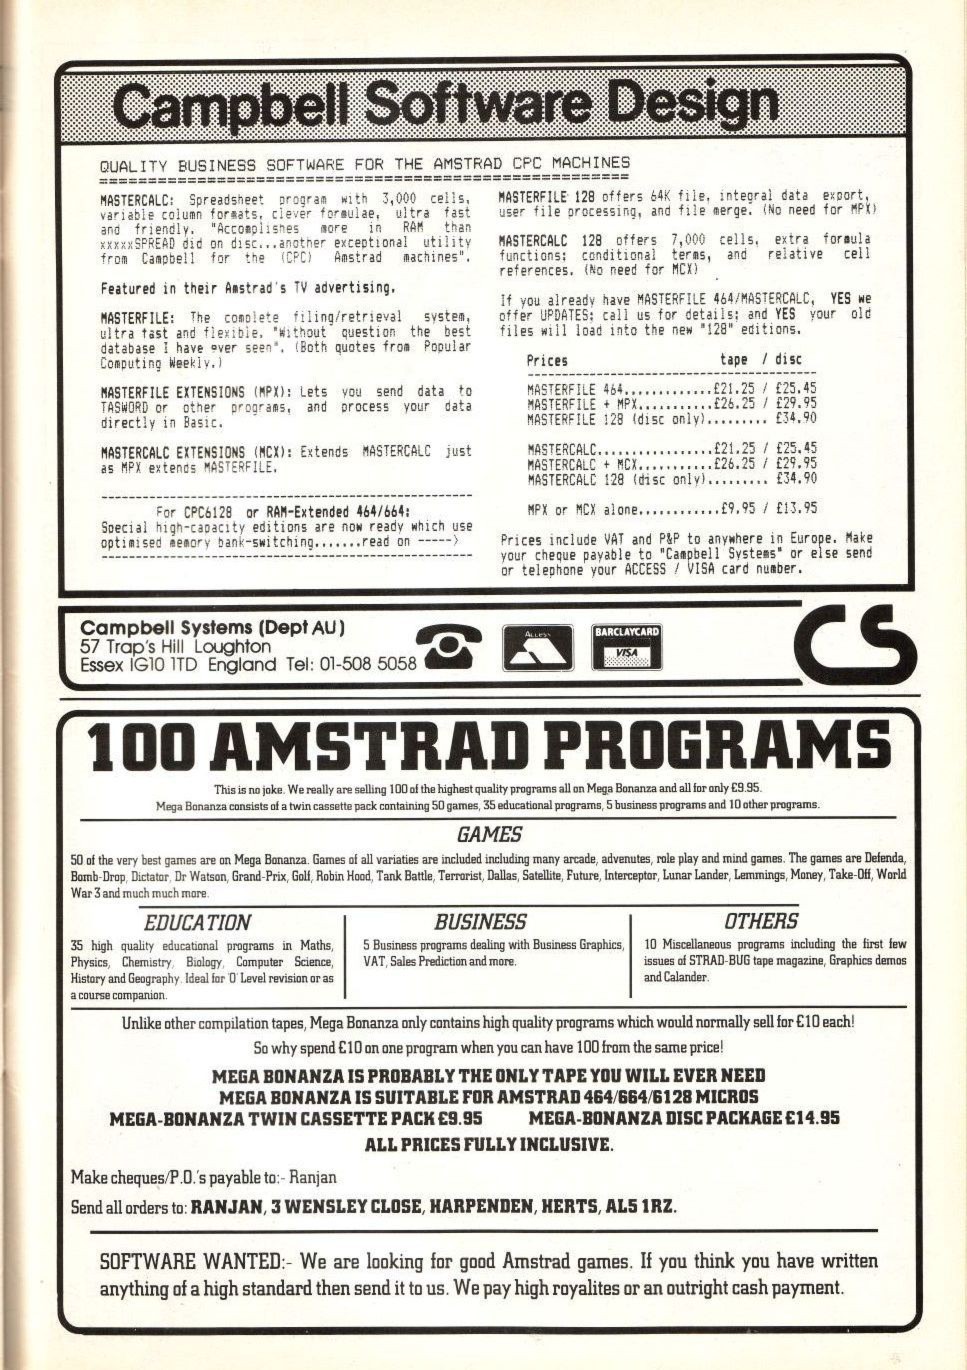 Campbell Software Design
QUALITY BUSINESS SOFTWARE FOR THE AMSTRAD CPC MACHINES
MASTERCALC: Spreadsheet program with 3,000 cells,
variable column formats, clever formulae, ultra fast
and friendly. "Accomplishes more in RAM than
xxxxxSPREAD did on disc...another exceptional utility
from Campbell for the (CPC) Amstrad machines".
Featured in their Amstrad's TV advertising.
MASTERFILE: The complete filing/retrieval system,
ultra fast and flexible. "Without question the best
database I have ever seen". (Both quotes from Popular
Computing Weekly.)
MASTERFILE EXTENSIONS (MPX): Lets you send data to
TASWORD or other programs, and process your data
directly in Basic.
MASTERCALC EXTENSIONS (MCX): Extends MASTERCALC just
as MPX extends MASTERFILE.
For CPC6128 or RAM-Extended 464/664:
Special high-capacity editions are now ready which use
optimised memory bank-switching.......read on ----->
MASTERFILE 128 offers 64K file, integral data export,
user file processing, and file merge. (No need for MPX)
MASTERCALC 128 offers 7,000 cells, extra formula
functions; conditional terms, and relative cell
references. (No need for MCX)
If you already have MASTERFILE 464/MASTERCALC, YES we
offer UPDATES; call us for details; and YES your old
files will load into the new "128" editions.
Prices tape / disc
MASTERFILE 464............£21.25 / £25.45
MASTERFILE + MPX..........£26.25 / £29.95
MASTERFILE 128 (disc only)......... £34.90
MASTERCALC................£21.25 / £25.45
MASTERCALC + MCX..........£26.25 / £29.95
MASTERCALC 128 (disc only)......... £34.90
MPX or MCX alone............£9.95 / £13.95
Prices include VAT and P&P to anywhere in Europe. Make
your cheque payable to "Campbell Systems" or else send
or telephone your ACCESS / VISA card number.
Campbell Systems (Dept AU)
57 Trap's Hill Loughton
Essex IG10 1TD England Tel: 01-508 5058
Access
BARCLAYCARD
VISA
CS
100 AMSTRAD PROGRAMS
This is no joke. We really are selling 100 of the highest quality programs all on Mega Bonanza and all for only £9.95.
Mega Bonanza consists of a twin cassette pack containing 50 games, 35 educational programs, 5 business programs and 10 other programs.
GAMES
50 of the very best games are on Mega Bonanza. Games of all variaties are included including many arcade, advenutes, role play and mind games. The games are Defenda,
Bomb-Drop, Dictator, Dr Watson, Grand-Prix, Golf, Robin Hood, Tank Battle, Terrorist, Dallas, Satellite, Future, Interceptor, Lunar Lander, Lemmings, Money, Take-Off, World
War 3 and much much more.
EDUCATION
35 high quality educational programs in Maths,
Physics, Chemistry, Biology, Computer Science,
History and Geography. Ideal for 'O' Level revision or as
a course companion.
BUSINESS
5 Business programs dealing with Business Graphics,
VAT, Sales Prediction and more.
OTHERS
10 Miscellaneous programs including the first few
issues of STRAD-BUG tape magazine, Graphics demos
and Calander.
Unlike other compilation tapes, Mega Bonanza only contains high quality programs which would normally sell for £10 each!
So why spend £10 on one program when you can have 100 from the same price!
MEGA BONANZA IS PROBABLY THE ONLY TAPE YOU WILL EVER NEED
MEGA BONANZA IS SUITABLE FOR AMSTRAD 464/664/6128 MICROS
MEGA-BONANZA TWIN CASSETTE PACK £9.95 MEGA-BONANZA DISC PACKAGE £14.95
ALL PRICES FULLY INCLUSIVE.
Make cheques/P.O.'s payable to:- Ranjan
Send all orders to: RANJAN, 3 WENSLEY CLOSE, HARPENDEN, HERTS, AL5 1RZ.
SOFTWARE WANTED:- We are looking for good Amstrad games. If you think you have written
anything of a high standard then send it to us. We pay high royalites or an outright cash payment.